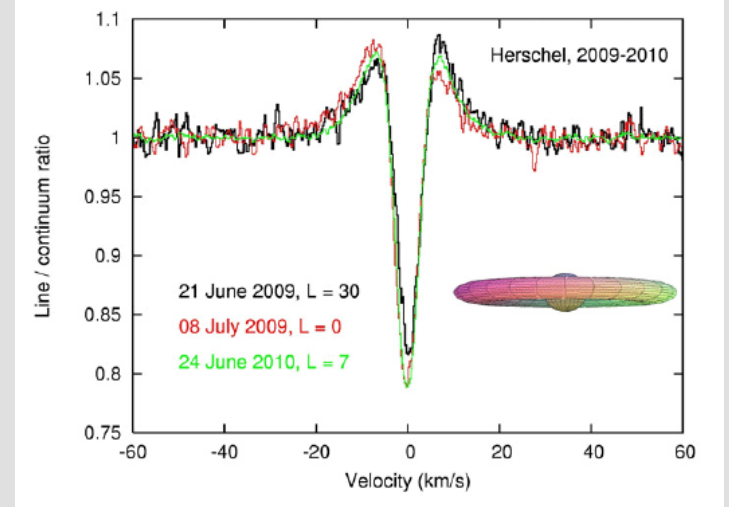 1.1
1.05
1
0.95
0.9
0.85
0.8
0.75
-60
-40
-20
0
20
40
60
Line / continuum ratio
Velocity (km/s)
Herschel, 2009-2010
21 June 2009, L = 30
08 July 2009, L = 0
24 June 2010, L = 7